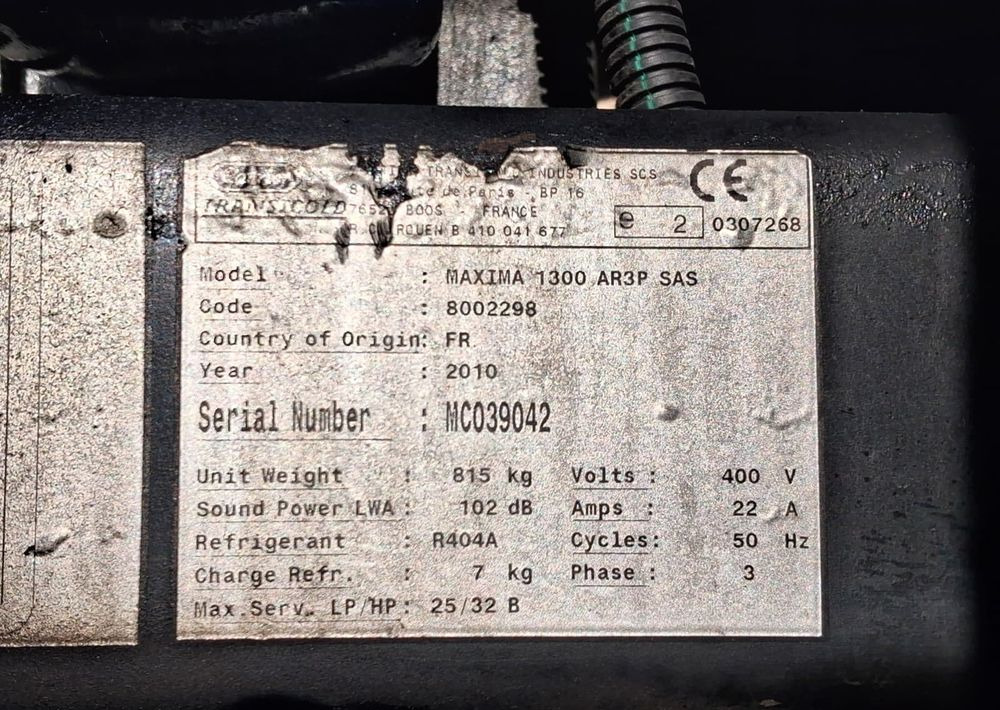 TRANSICOLD INDUSTRIES SCS
de Paris . BP 16
TRANSICOLD BOOS - FRANCE
ROUEN B 410 041 677
CE
e 2 0307268
Model : MAXIMA 1300 AR3P SAS
Code : 8002298
Country of Origin: FR
Year : 2010
Serial Number : MC039042
Unit Weight : 815 kg Volts : 400 V
Sound Power LWA : 102 dB Amps : 22 A
Refrigerant : R404A Cycles: 50 Hz
Charge Refr. : 7 kg Phase : 3
Max.Serv. LP/HP: 25/32 B